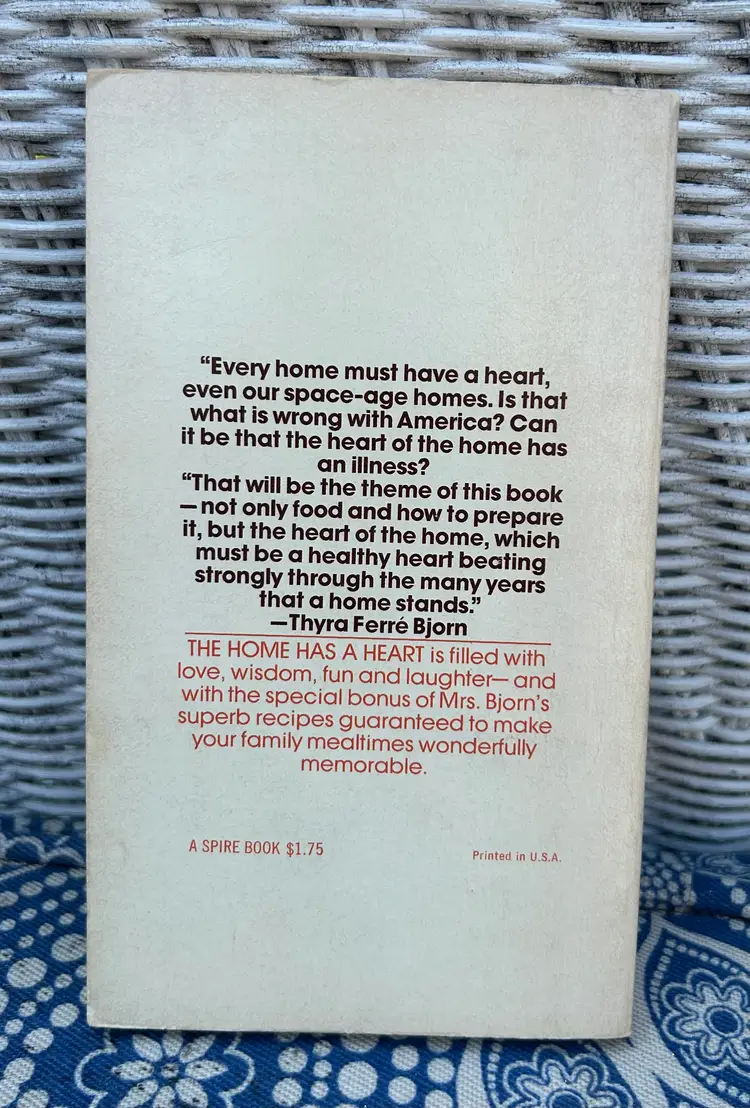 “Every home must have a heart,
even our space-age homes. Is that
what is wrong with America? Can
it be that the heart of the home has
an illness?
“That will be the theme of this book
—not only food and how to prepare
it, but the heart of the home, which
must be a healthy heart beating
strongly through the many years
that a home stands.”
—Thyra Ferré Bjorn
THE HOME HAS A HEART is filled with
love, wisdom, fun and laughter—and
with the special bonus of Mrs. Bjorn’s
superb recipes guaranteed to make
your family mealtimes wonderfully
memorable.
A SPIRE BOOK $1.75
Printed in U.S.A.